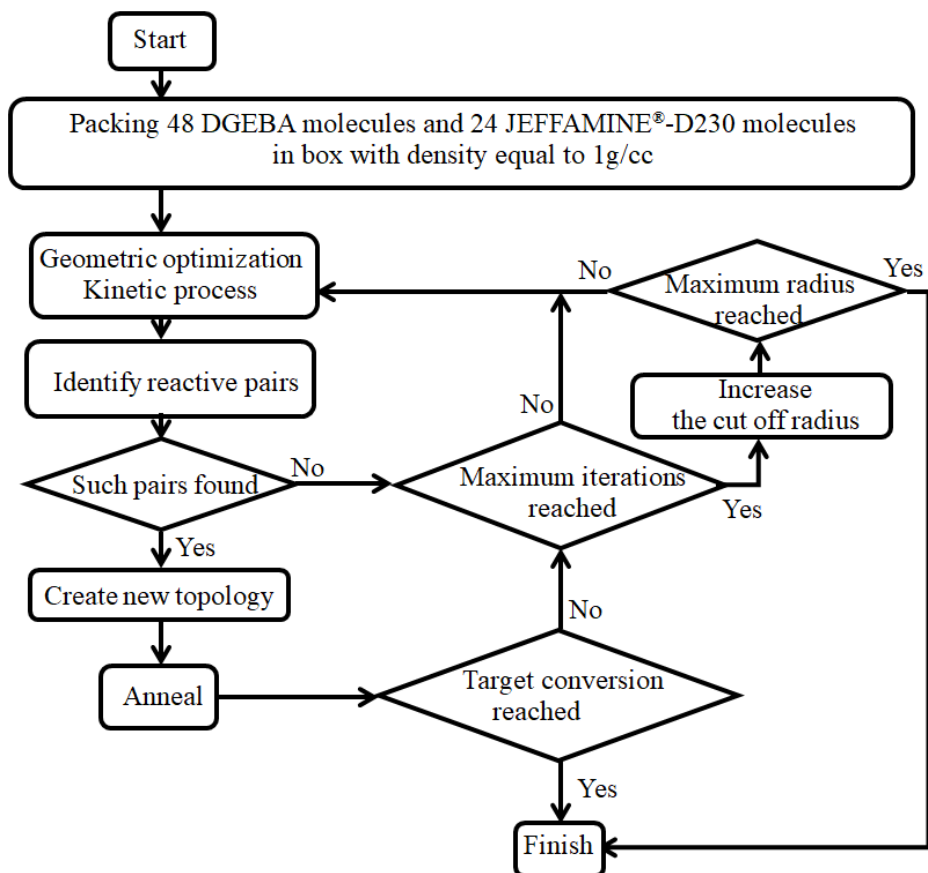 Start
Packing 48 DGEBA molecules and 24 JEFFAMINE®-D230 molecules
in box with density equal to 1g/cc
Geometric optimization
Kinetic process
No
Maximum radius
reached
Yes
Identify reactive pairs
Increase
the cut off radius
No
Such pairs found
No
Maximum iterations
reached
Yes
Yes
Create new topology
No
Anneal
Target conversion
reached
Yes
Finish